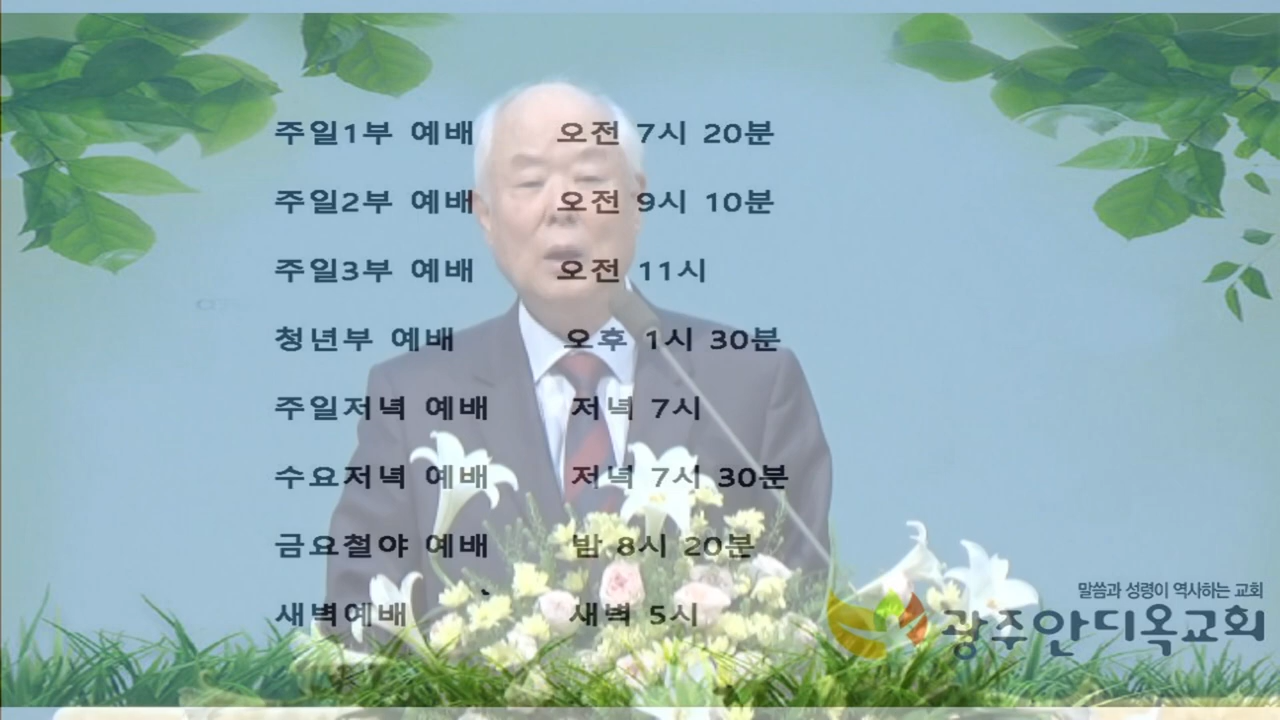 주일1부 예배 오전 7시 20분
주일2부 예배 오전 9시 10분
주일3부 예배 오전 11시
청년부 예배 오후 1시 30분
주일저녁 예배 저녁 7시
수요저녁 예배 저녁 7시 30분
금요철야 예배 밤 8시 20분
새벽예배 새벽 5시
말씀과 성령이 역사하는 교회
광주안디옥교회